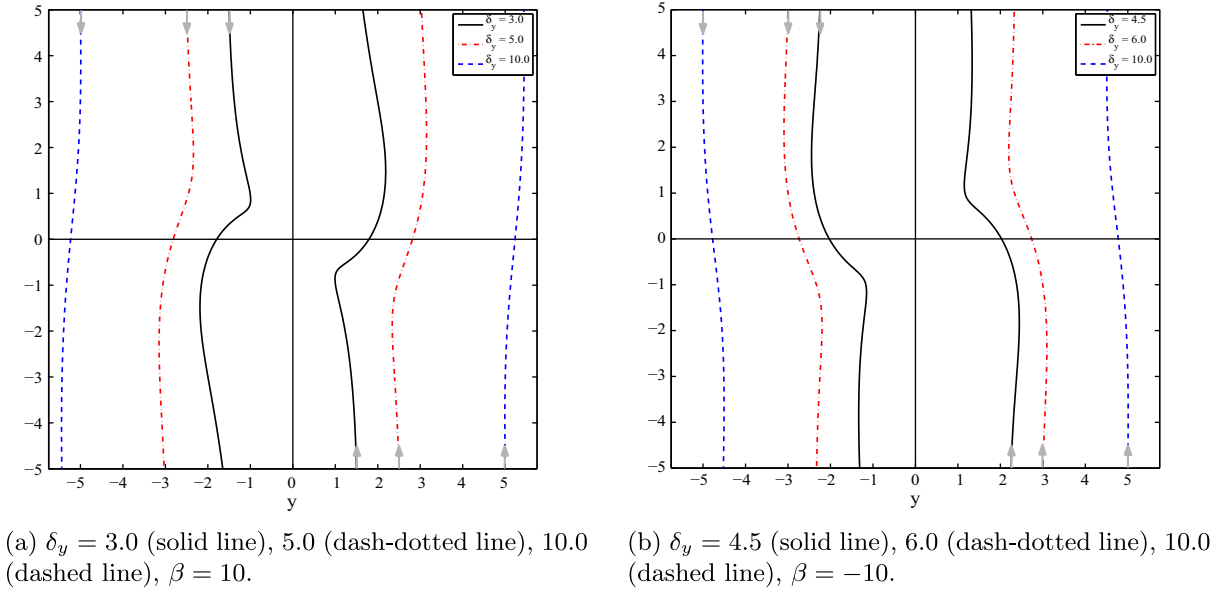 5
4
3
2
1
0
−1
−2
−3
−4
−5
−5 −4 −3 −2 −1 0 1 2 3 4 5
y
δy = 3.0
δy = 5.0
δy = 10.0
5
4
3
2
1
0
−1
−2
−3
−4
−5
−5 −4 −3 −2 −1 0 1 2 3 4 5
y
δy = 4.5
δy = 6.0
δy = 10.0
(a) δy = 3.0 (solid line), 5.0 (dash-dotted line), 10.0
(dashed line), β = 10.
(b) δy = 4.5 (solid line), 6.0 (dash-dotted line), 10.0
(dashed line), β = −10.